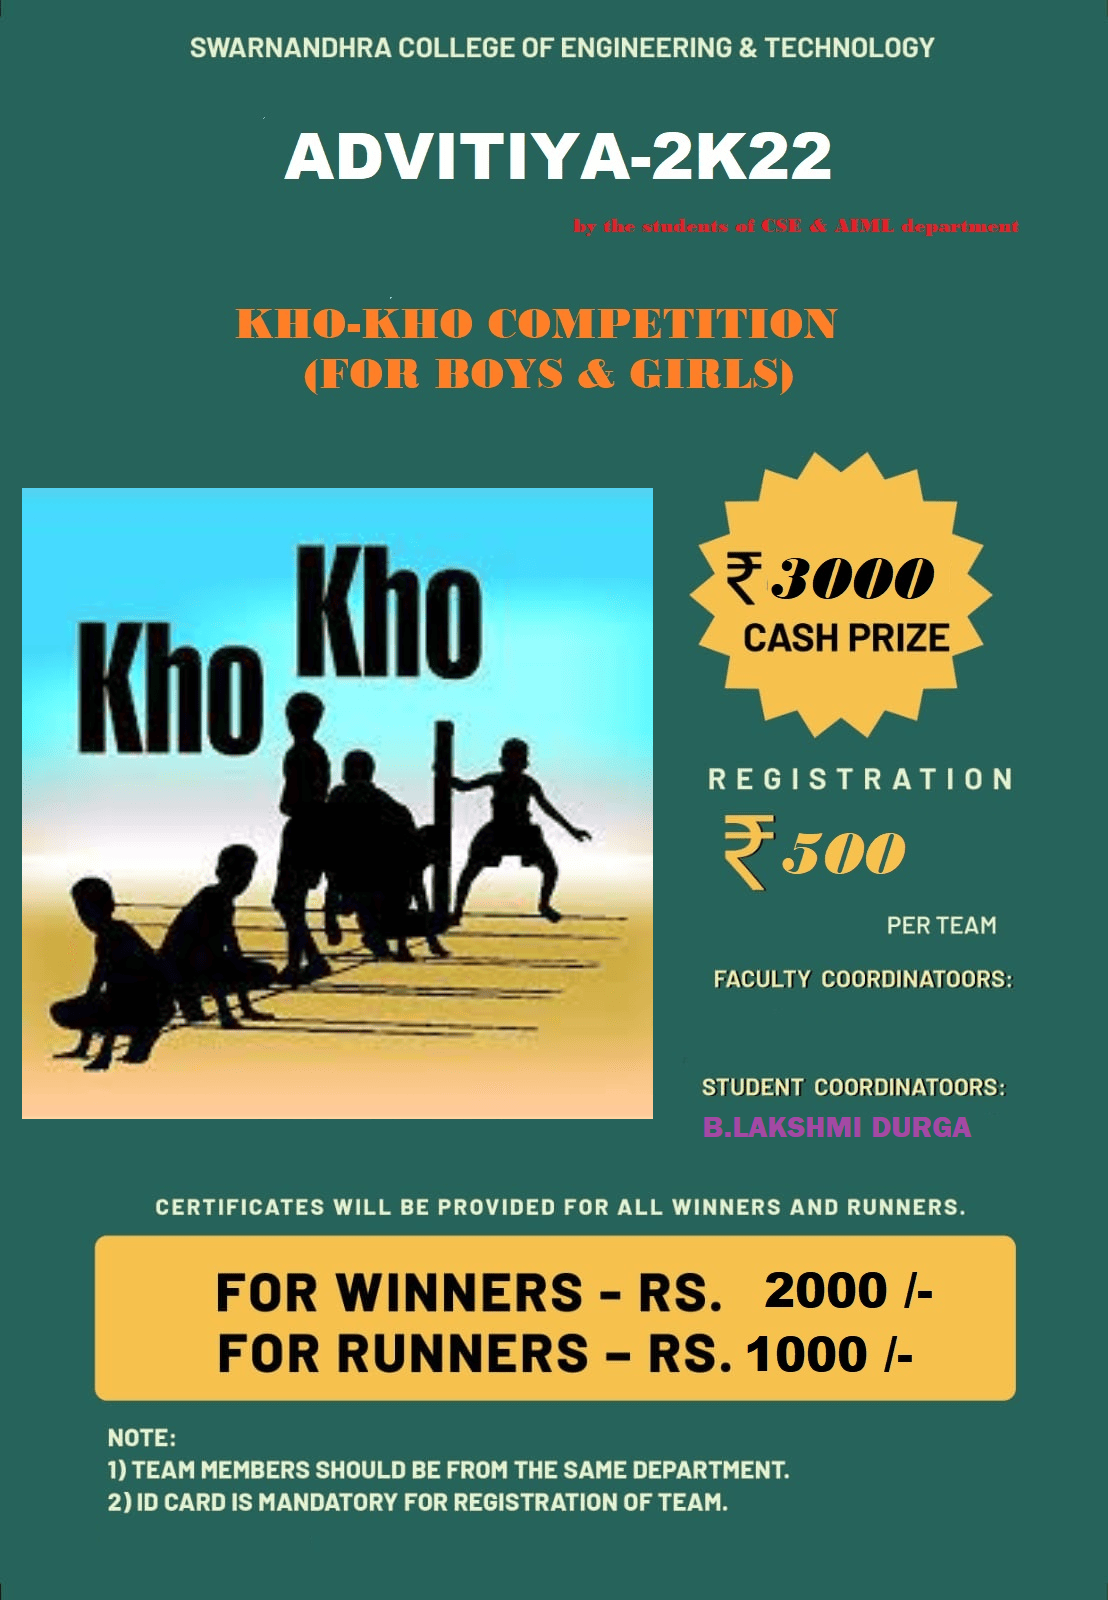 SWARNANDHRA COLLEGE OF ENGINEERING & TECHNOLOGY
ADVITIYA-2K22
by the students of CSE & AIML department
KHO-KHO COMPETITION
(FOR BOYS & GIRLS)
Kho
Kho
₹3000
CASH PRIZE
REGISTRATION
₹500
PER TEAM
FACULTY COORDINATOORS:
STUDENT COORDINATOORS:
B.LAKSHMI DURGA
CERTIFICATES WILL BE PROVIDED FOR ALL WINNERS AND RUNNERS.
FOR WINNERS – RS. 2000 /-
FOR RUNNERS – RS. 1000 /-
NOTE:
1) TEAM MEMBERS SHOULD BE FROM THE SAME DEPARTMENT.
2) ID CARD IS MANDATORY FOR REGISTRATION OF TEAM.